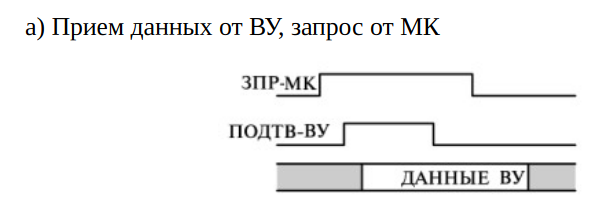 а) Прием данных от ВУ, запрос от МК
ЗПР-МК
ПОДТВ-ВУ
ДАННЫЕ ВУ